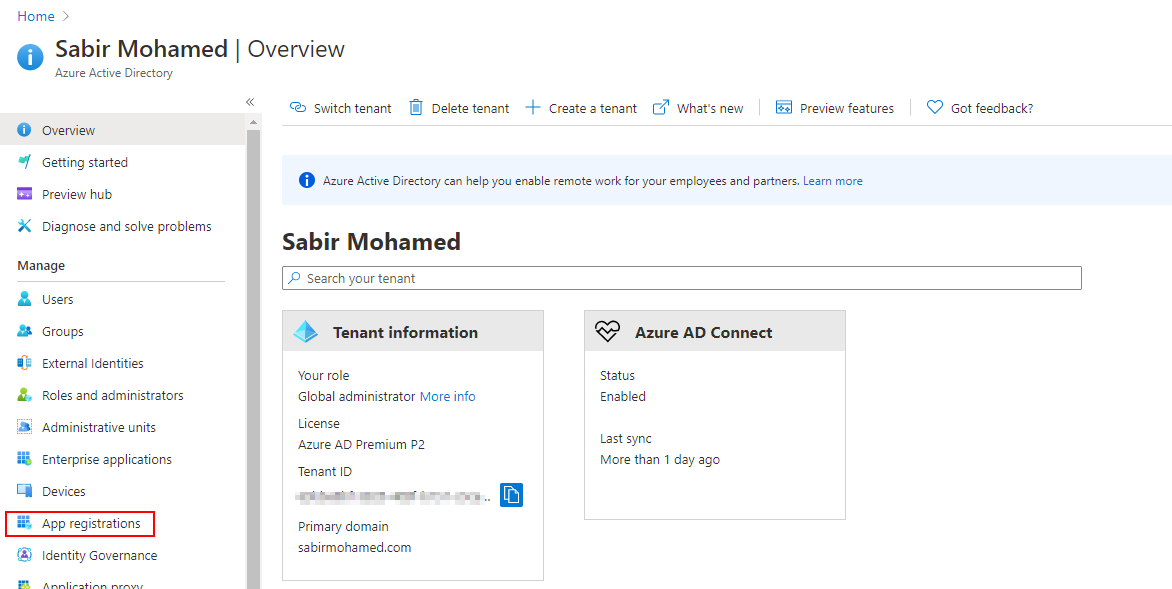 Home
Sabir Mohamed | Overview
Azure Active Directory
Switch tenant
Delete tenant
Create a tenant
What's new
Preview features
Got feedback?
Overview
Getting started
Preview hub
Diagnose and solve problems
Manage
Users
Groups
External Identities
Roles and administrators
Administrative units
Enterprise applications
Devices
App registrations
Identity Governance
Application proxy
Azure Active Directory can help you enable remote work for your employees and partners. Learn more
Sabir Mohamed
Search your tenant
Tenant information
Your role
Global administrator More info
License
Azure AD Premium P2
Tenant ID
Primary domain
sabirmohamed.com
Azure AD Connect
Status
Enabled
Last sync
More than 1 day ago